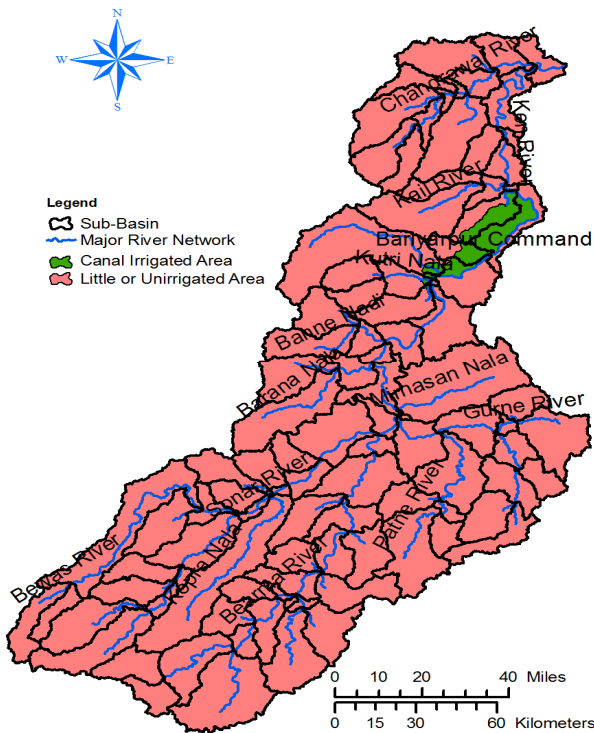 N
W E
S
Chandrawal River
Ken River
Kail River
Legend
Sub-Basin
Major River Network
Canal Irrigated Area
Little or Unirrigated Area
Bariyarpur Command
Kutri Nala
Banne Nadi
Barana Nala
Mirhasan Nala
Gurne River
Sonar River
Patne River
Bewas River
Kopra Nala
Bearma River
0 10 20 40 Miles
0 15 30 60 Kilometers